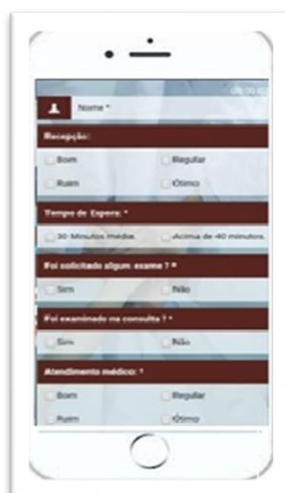 Nome *
Recepção:
Bom Regular
Ruim Ótimo
Tempo de Espera: *
30 Minutos média. Acima de 40 minutos.
Foi solicitado algum exame ? *
Sim Não
Foi examinado na consulta ? *
Sim Não
Atendimento médico: *
Bom Regular
Ruim Ótimo